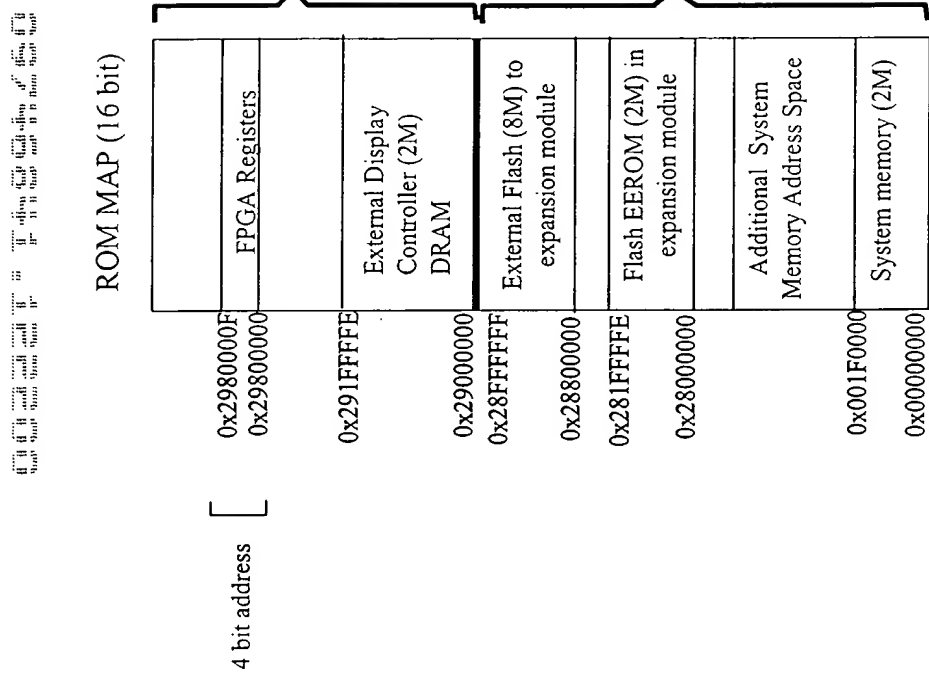 ROM MAP (16 bit)
FPGA Registers
External Display
Controller (2M)
DRAM
External Flash (8M) to
expansion module
Flash EEROM (2M) in
expansion module
Additional System
Memory Address Space
System memory (2M)
0x2980000F
0x29800000
0x291FFFFE
0x29000000
0x28FFFFFF
0x28800000
0x281FFFFE
0x28000000
0x001F0000
0x00000000
4 bit address